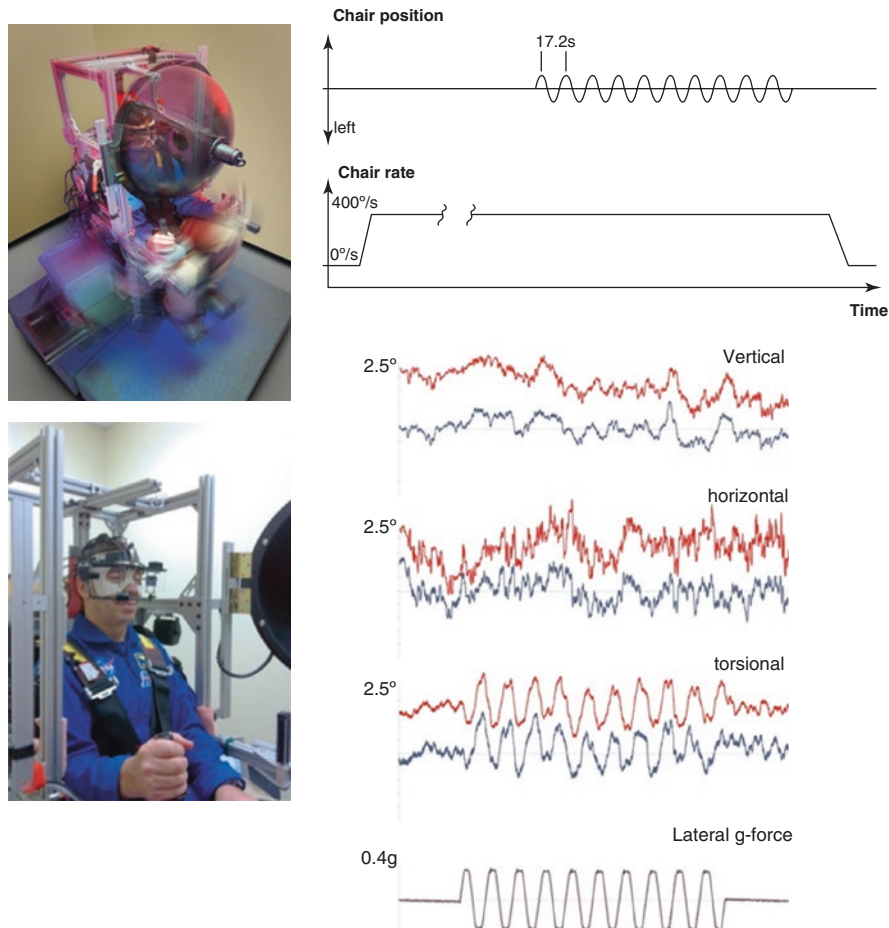 Chair position
17.2s
left
Chair rate
400°/s
0°/s
Time
Vertical
2.5°
horizontal
2.5°
torsional
2.5°
Lateral g-force
0.4g